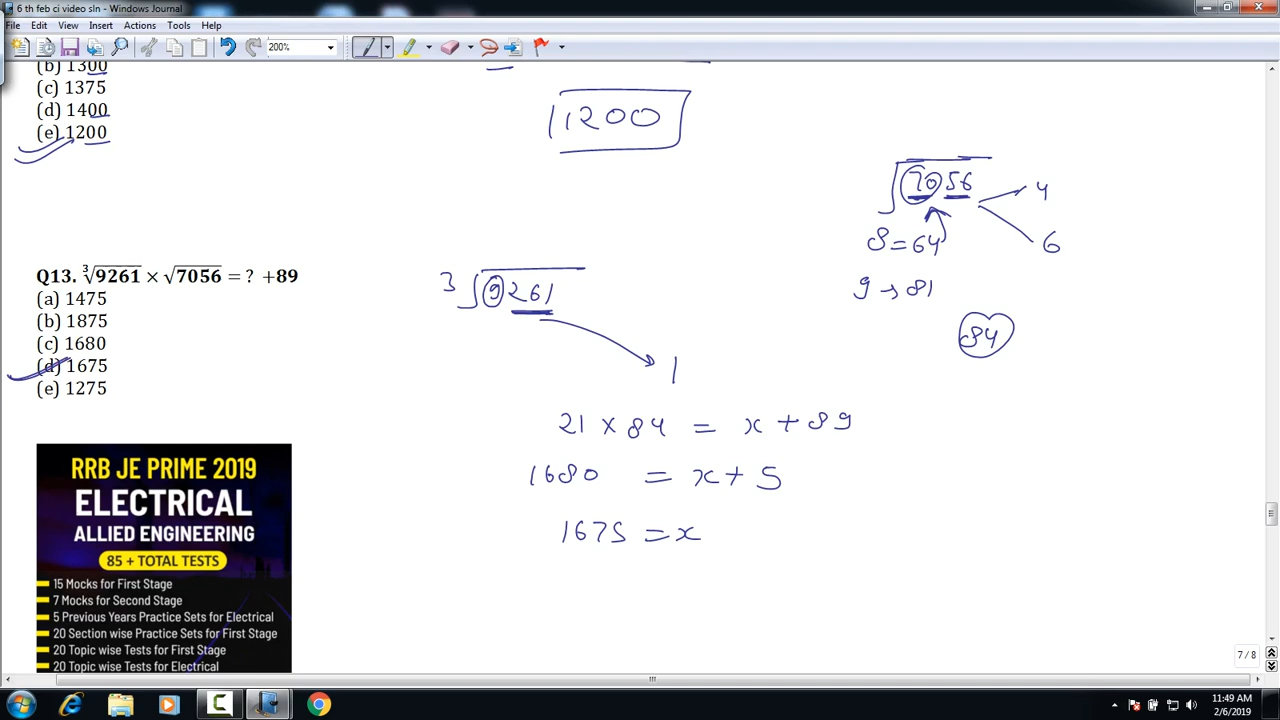 6 th feb ci video sln - Windows Journal
File Edit View Insert Actions Tools Help
200%
(b) 1300
(c) 1375
(d) 1400
(e) 1200
1200
√7056
4
6
8 = 64
9 → 81
84
Q13. ∛9261 × √7056 = ? +89
(a) 1475
(b) 1875
(c) 1680
(d) 1675
(e) 1275
3√9261
1
21 × 84 = x + 89
1680 = x + 5
1675 = x
RRB JE PRIME 2019
ELECTRICAL
ALLIED ENGINEERING
85 + TOTAL TESTS
15 Mocks for First Stage
7 Mocks for Second Stage
5 Previous Years Practice Sets for Electrical
20 Section wise Practice Sets for First Stage
20 Topic wise Tests for First Stage
20 Topic wise Tests for Electrical
7 / 8
11:49 AM
2/6/2019